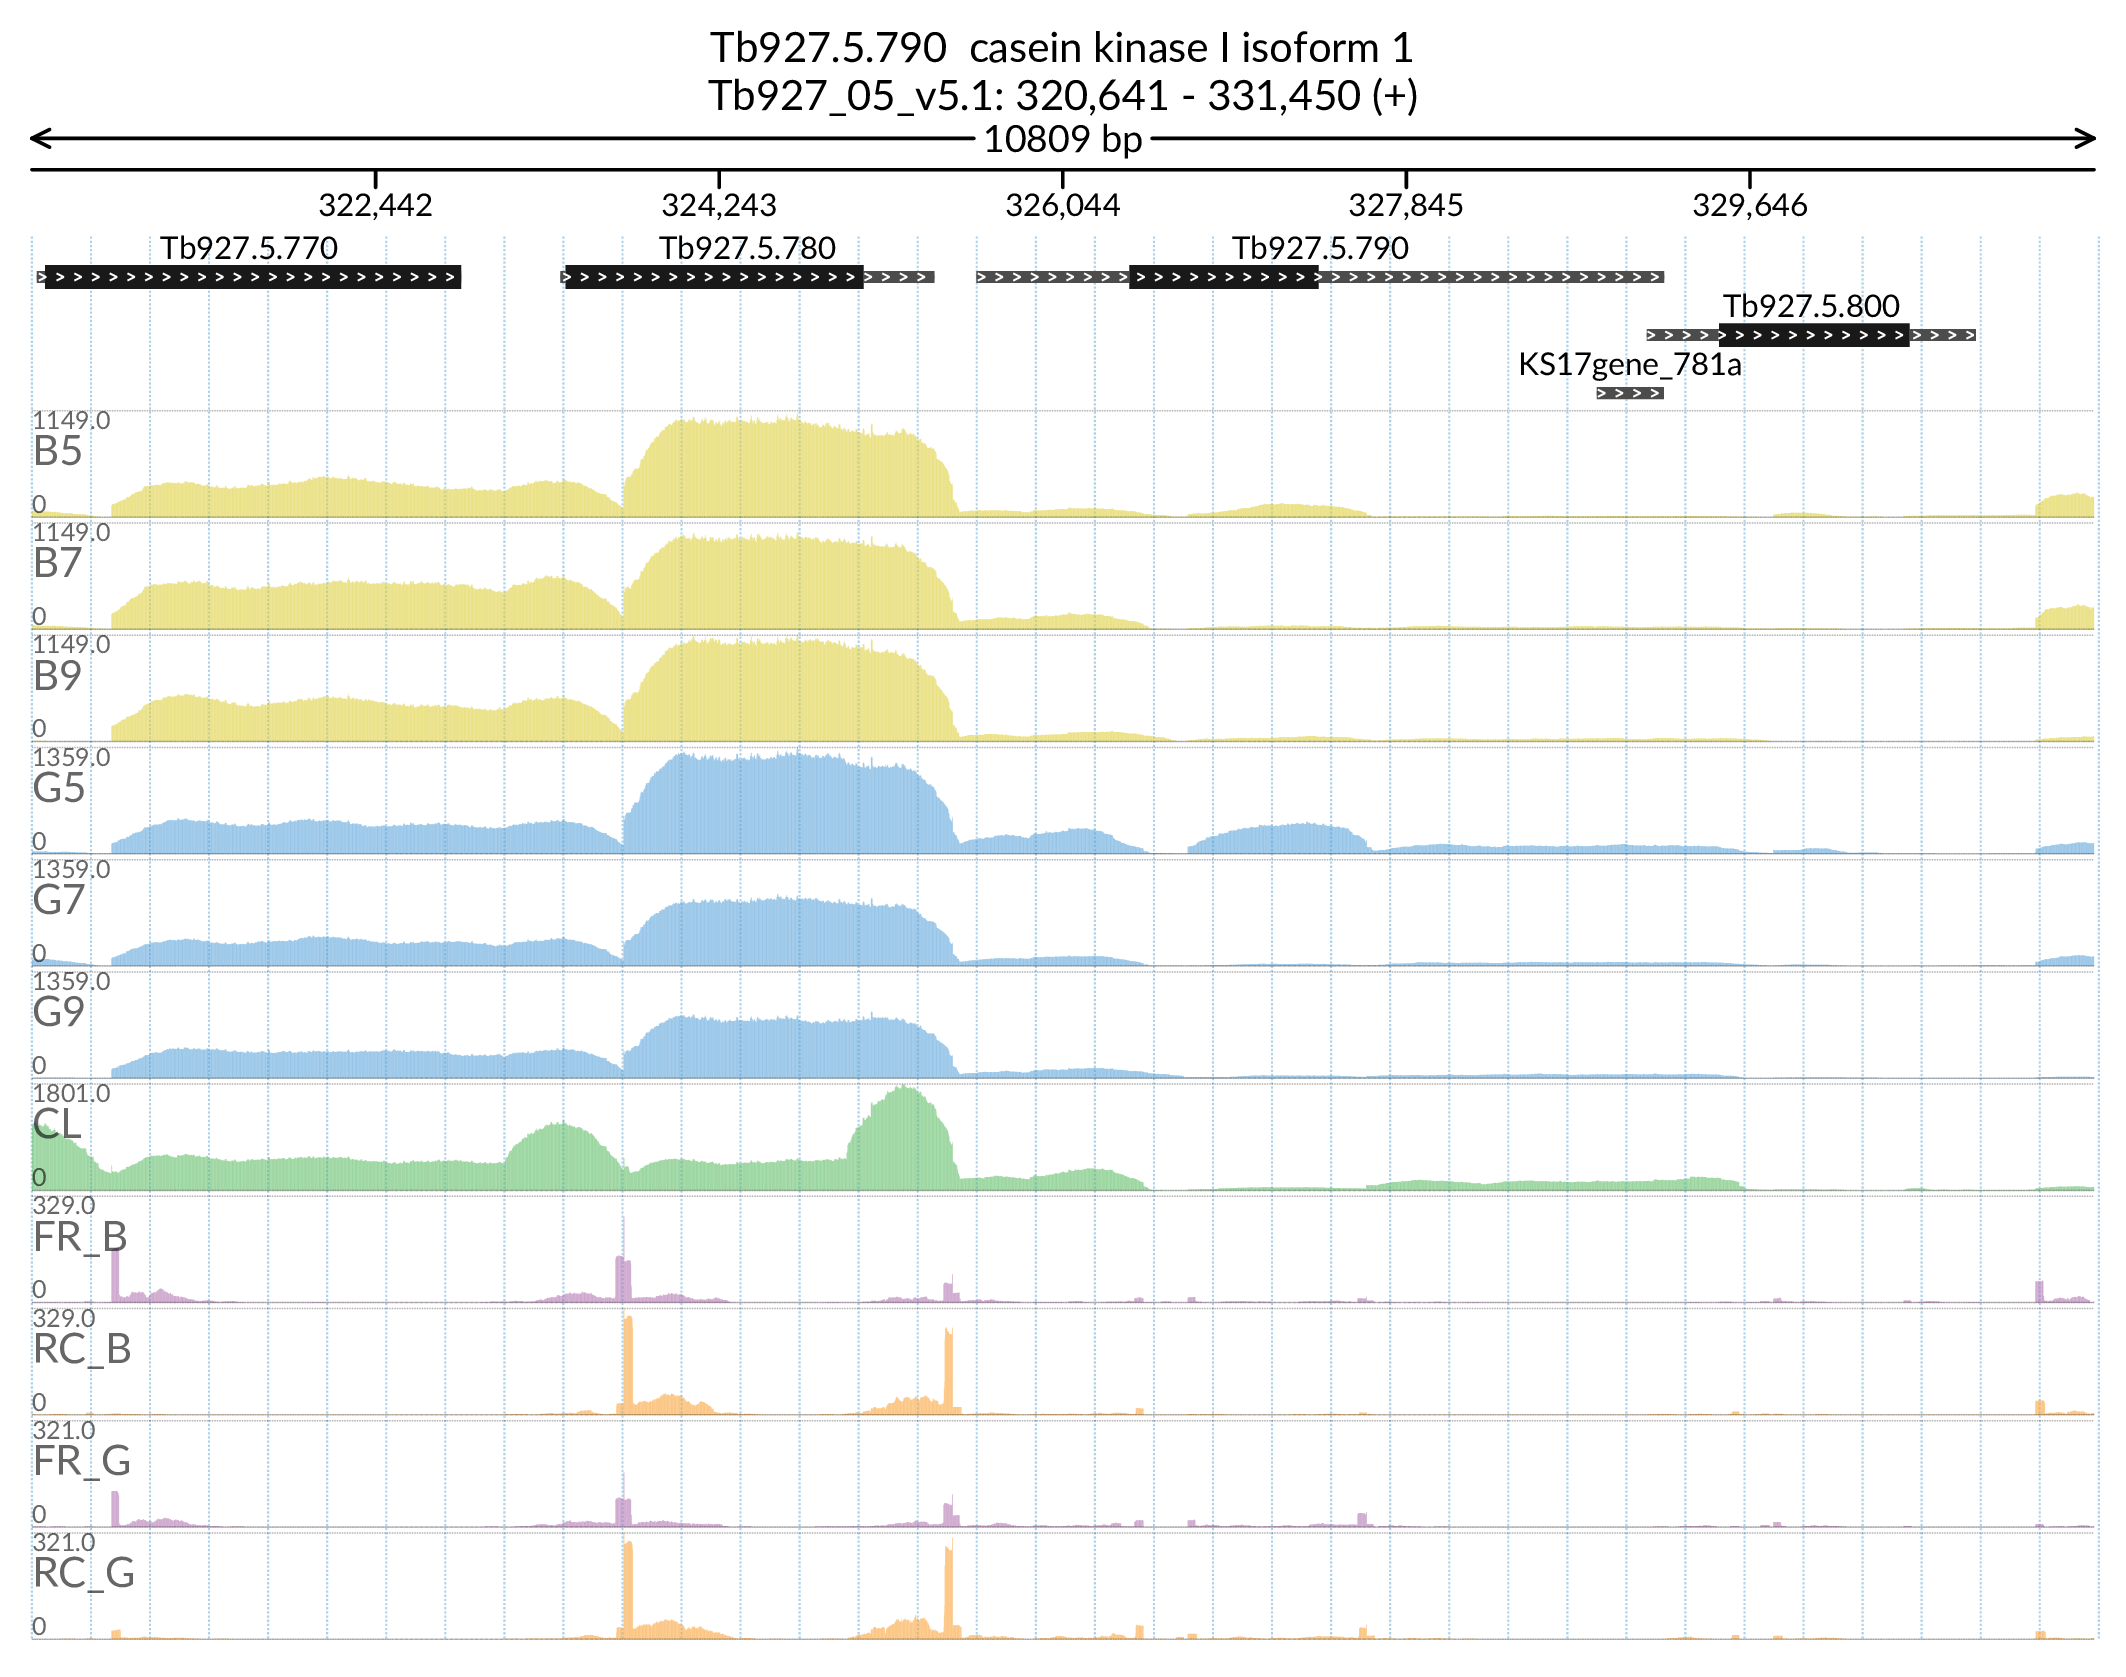 Tb927.5.790 casein kinase I isoform 1
Tb927_05_v5.1: 320,641 - 331,450 (+)
10809 bp
322,442 324,243 326,044 327,845 329,646
Tb927.5.770 Tb927.5.780 Tb927.5.790
Tb927.5.800
KS17gene_781a
1149.0
B5
0
1149.0
B7
0
1149.0
B9
0
1359.0
G5
0
1359.0
G7
0
1359.0
G9
0
1801.0
CL
0
329.0
FR_B
0
329.0
RC_B
0
321.0
FR_G
0
321.0
RC_G
0